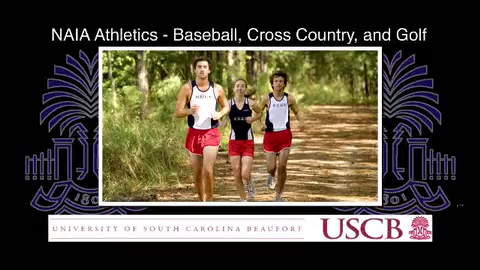 NAIA Athletics - Baseball, Cross Country, and Golf
UNIVERSITY OF SOUTH CAROLINA BEAUFORT
USCB